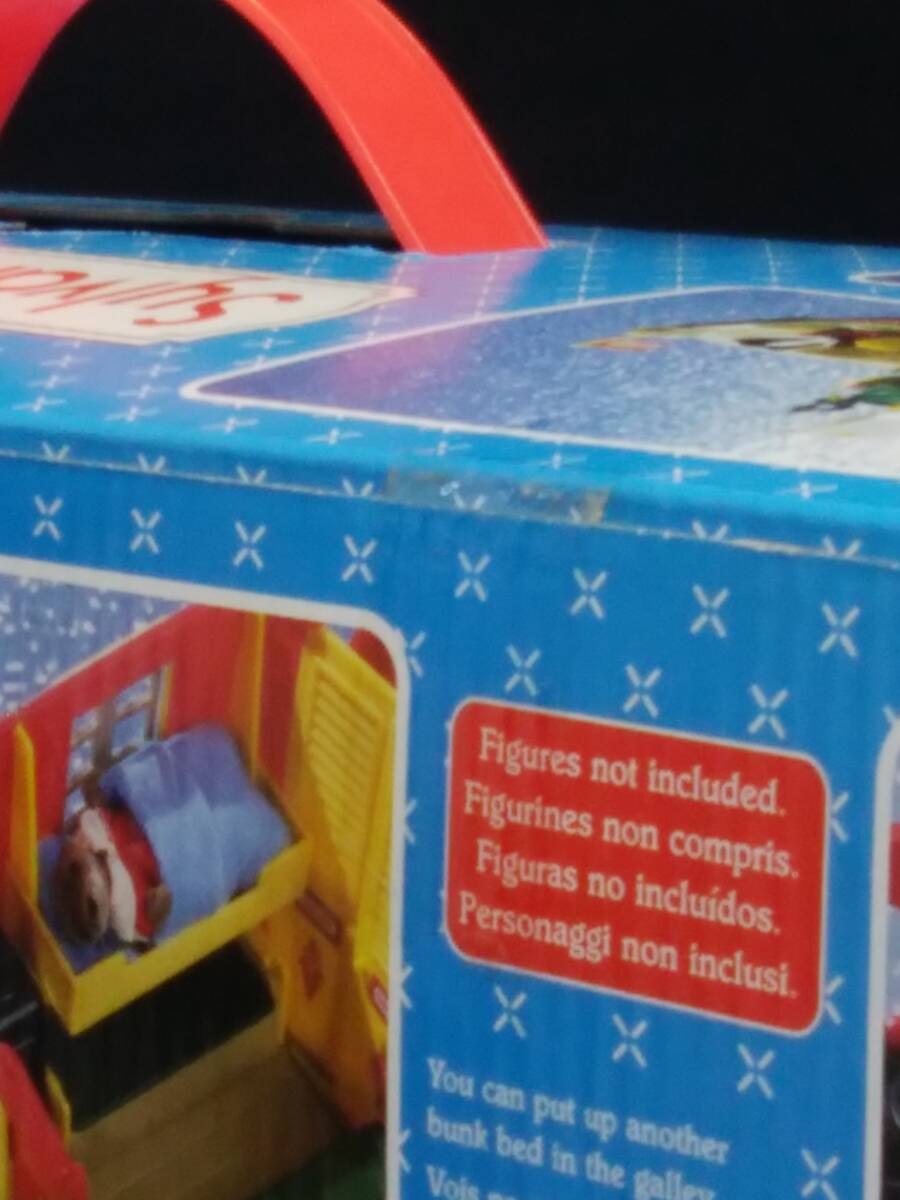 Figures not included.
Figurines non compris.
Figuras no incluídos.
Personaggi non inclusi.
You can put up another
bunk bed in the galley
Vois